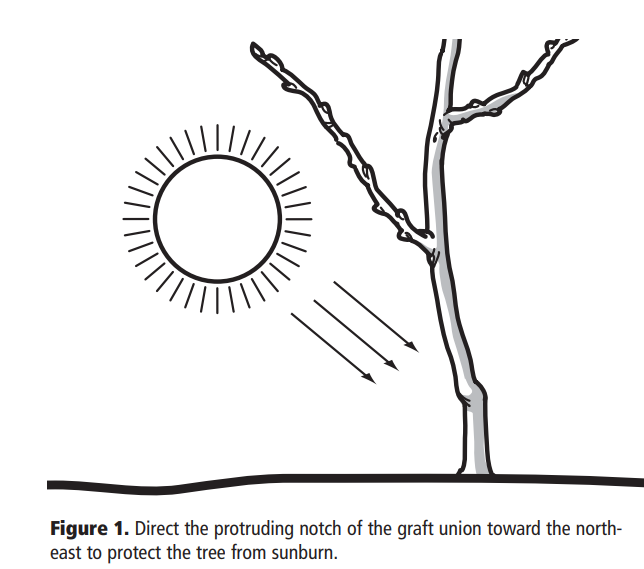 Figure 1. Direct the protruding notch of the graft union toward the north-
east to protect the tree from sunburn.